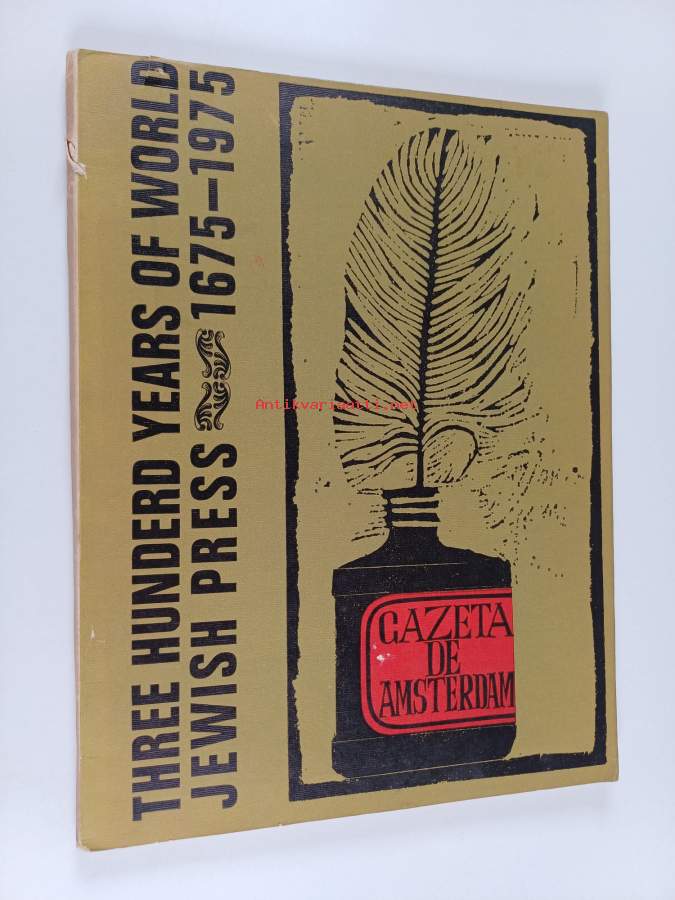 THREE HUNDERD YEARS OF WORLD
JEWISH PRESS 1675—1975
GAZETA
DE
AMSTERDAM
Antikvariaatti.net